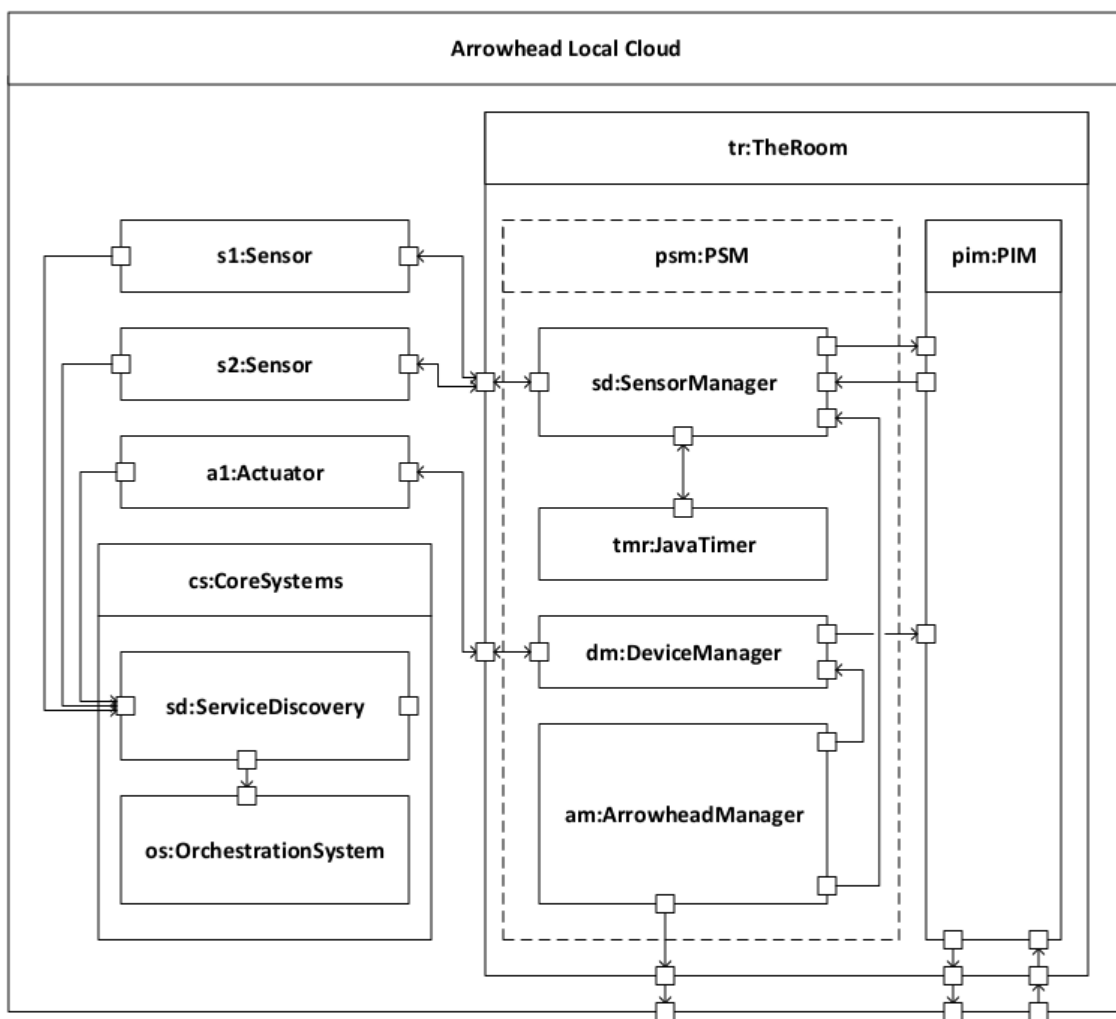 Arrowhead Local Cloud
tr:TheRoom
psm:PSM
pim:PIM
s1:Sensor
s2:Sensor
sd:SensorManager
a1:Actuator
tmr:JavaTimer
cs:CoreSystems
dm:DeviceManager
sd:ServiceDiscovery
am:ArrowheadManager
os:OrchestrationSystem